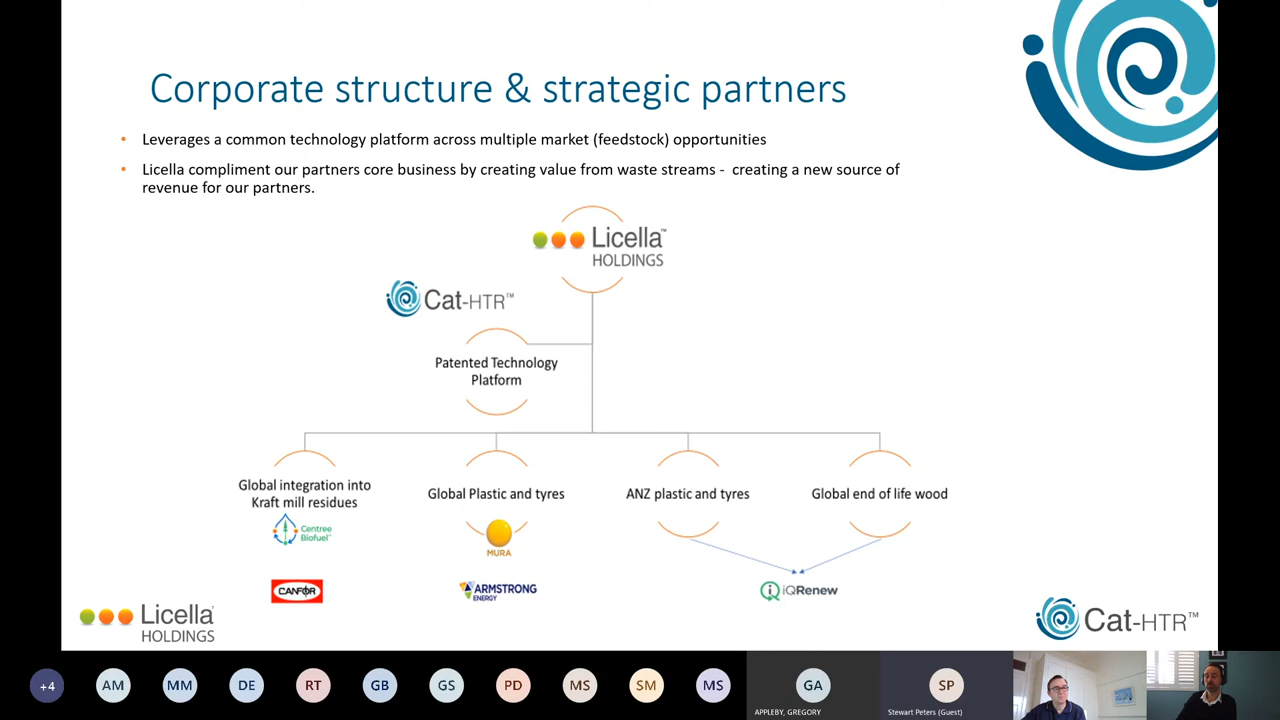 Corporate structure & strategic partners
• Leverages a common technology platform across multiple market (feedstock) opportunities
• Licella compliment our partners core business by creating value from waste streams - creating a new source of
revenue for our partners.
Licella™
HOLDINGS
Cat-HTR™
Patented Technology
Platform
Global integration into
Kraft mill residues
Global Plastic and tyres
ANZ plastic and tyres
Global end of life wood
Centree
Biofuel™
MURA
CANFOR
ARMSTRONG
ENERGY
iQRenew
Licella™
HOLDINGS
Cat-HTR™
+4
AM
MM
DE
RT
GB
GS
PD
MS
SM
MS
GA
SP
APPLEBY, GREGORY
Stewart Peters (Guest)